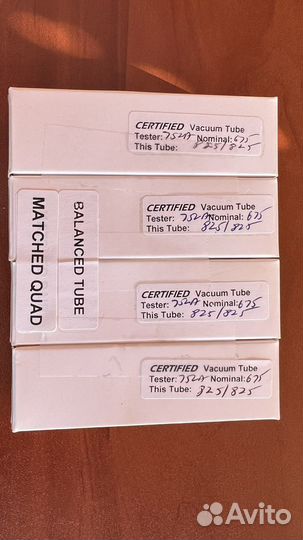 CERTIFIED Vacuum Tube
Tester: 752A Nominal: 675
This Tube: 825/825
CERTIFIED Vacuum Tube
Tester: 752A Nominal: 675
This Tube: 825/825
CERTIFIED Vacuum Tube
Tester: 752A Nominal: 675
This Tube: 825/825
CERTIFIED Vacuum Tube
Tester: 752A Nominal: 675
This Tube: 825/825
MATCHED QUAD
BALANCED TUBE
Avito